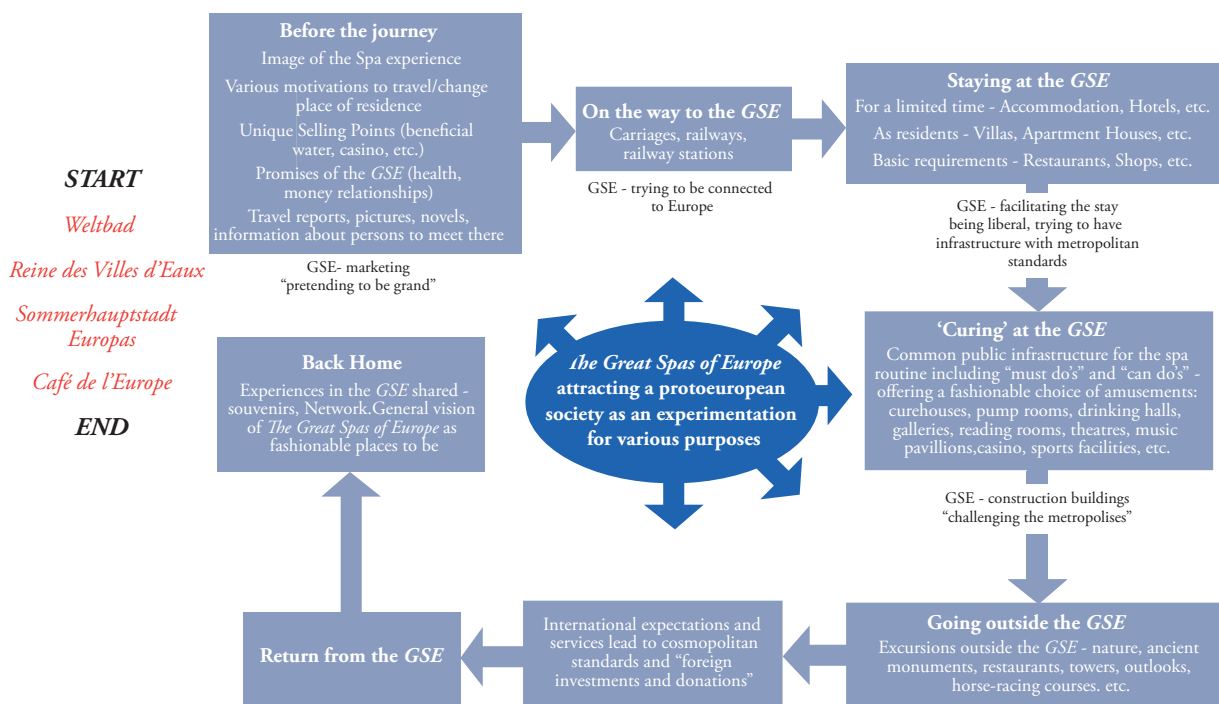 START
Weltbad
Reine des Villes d’Eaux
Sommerhauptstadt
Europas
Café de l’Europe
END
Before the journey
Image of the Spa experience
Various motivations to travel/change
place of residence
Unique Selling Points (beneficial
water, casino, etc.)
Promises of the GSE (health,
money relationships)
Travel reports, pictures, novels,
information about persons to meet there
GSE- marketing
“pretending to be grand”
On the way to the GSE
Carriages, railways,
railway stations
GSE - trying to be connected
to Europe
Staying at the GSE
For a limited time - Accommodation, Hotels, etc.
As residents - Villas, Apartment Houses, etc.
Basic requirements - Restaurants, Shops, etc.
GSE - facilitating the stay
being liberal, trying to have
infrastructure with metropolitan
standards
‘Curing’ at the GSE
Common public infrastructure for the spa
routine including “must do’s” and “can do’s” -
offering a fashionable choice of amusements:
curehouses, pump rooms, drinking halls,
galleries, reading rooms, theatres, music
pavillions,casino, sports facilities, etc.
GSE - construction buildings
“challenging the metropolises”
Going outside the GSE
Excursions outside the GSE - nature, ancient
monuments, restaurants, towers, outlooks,
horse-racing courses. etc.
International expectations and
services lead to cosmopolitan
standards and “foreign
investments and donations”
Return from the GSE
Back Home
Experiences in the GSE shared -
souvenirs, Network.General vision
of The Great Spas of Europe as
fashionable places to be
The Great Spas of Europe
attracting a protoeuropean
society as an experimentation
for various purposes